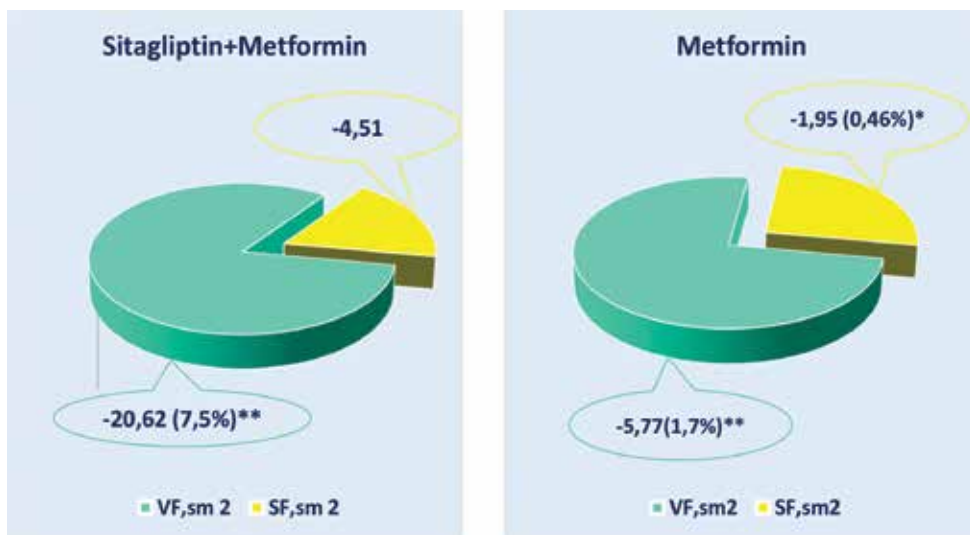 Sitagliptin+Metformin
-4,51
-20,62 (7,5%)**
VF,sm 2 SF,sm 2
Metformin
-1,95 (0,46%)*
-5,77(1,7%)**
VF,sm2 SF,sm2